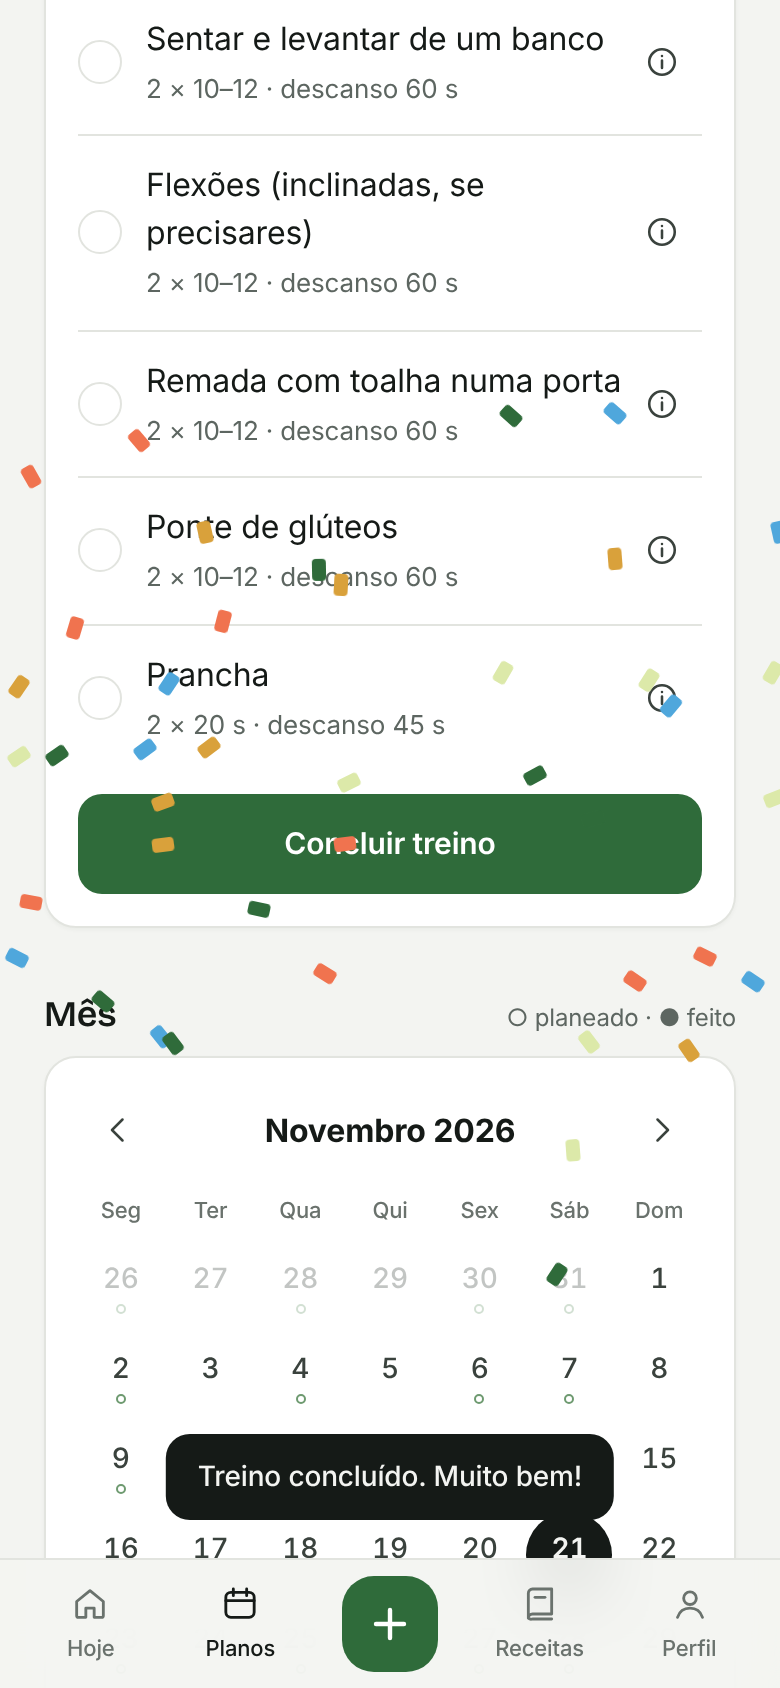 Sentar e levantar de um banco
2 × 10–12 · descanso 60 s
Flexões (inclinadas, se
precisares)
2 × 10–12 · descanso 60 s
Remada com toalha numa porta
2 × 10–12 · descanso 60 s
Ponte de glúteos
2 × 10–12 · descanso 60 s
Prancha
2 × 20 s · descanso 45 s
Concluir treino
Mês
planeado · feito
Novembro 2026
Seg Ter Qua Qui Sex Sáb Dom
26 27 28 29 30 31 1
2 3 4 5 6 7 8
9 15
Treino concluído. Muito bem!
16 17 18 19 20 21 22
Hoje Planos Receitas Perfil